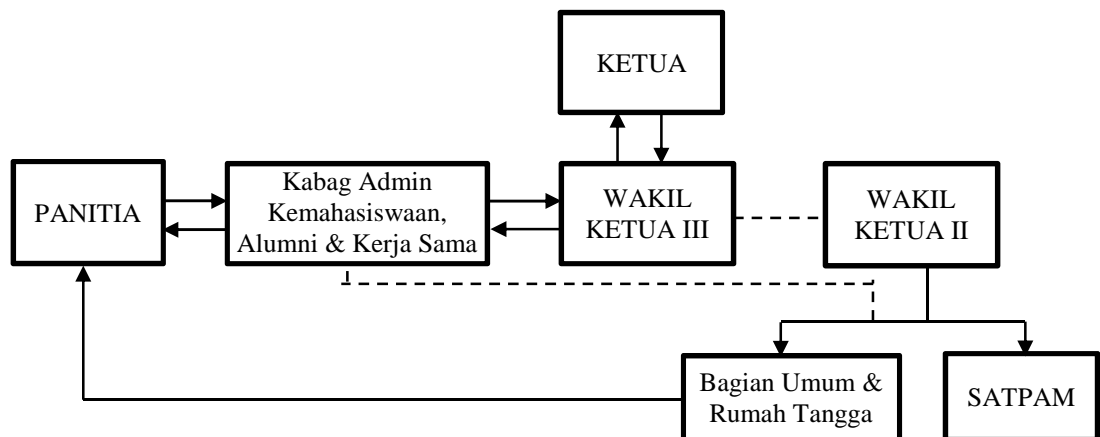 KETUA
PANITIA
Kabag Admin
Kemahasiswaan,
Alumni & Kerja Sama
WAKIL
KETUA III
WAKIL
KETUA II
Bagian Umum &
Rumah Tangga
SATPAM